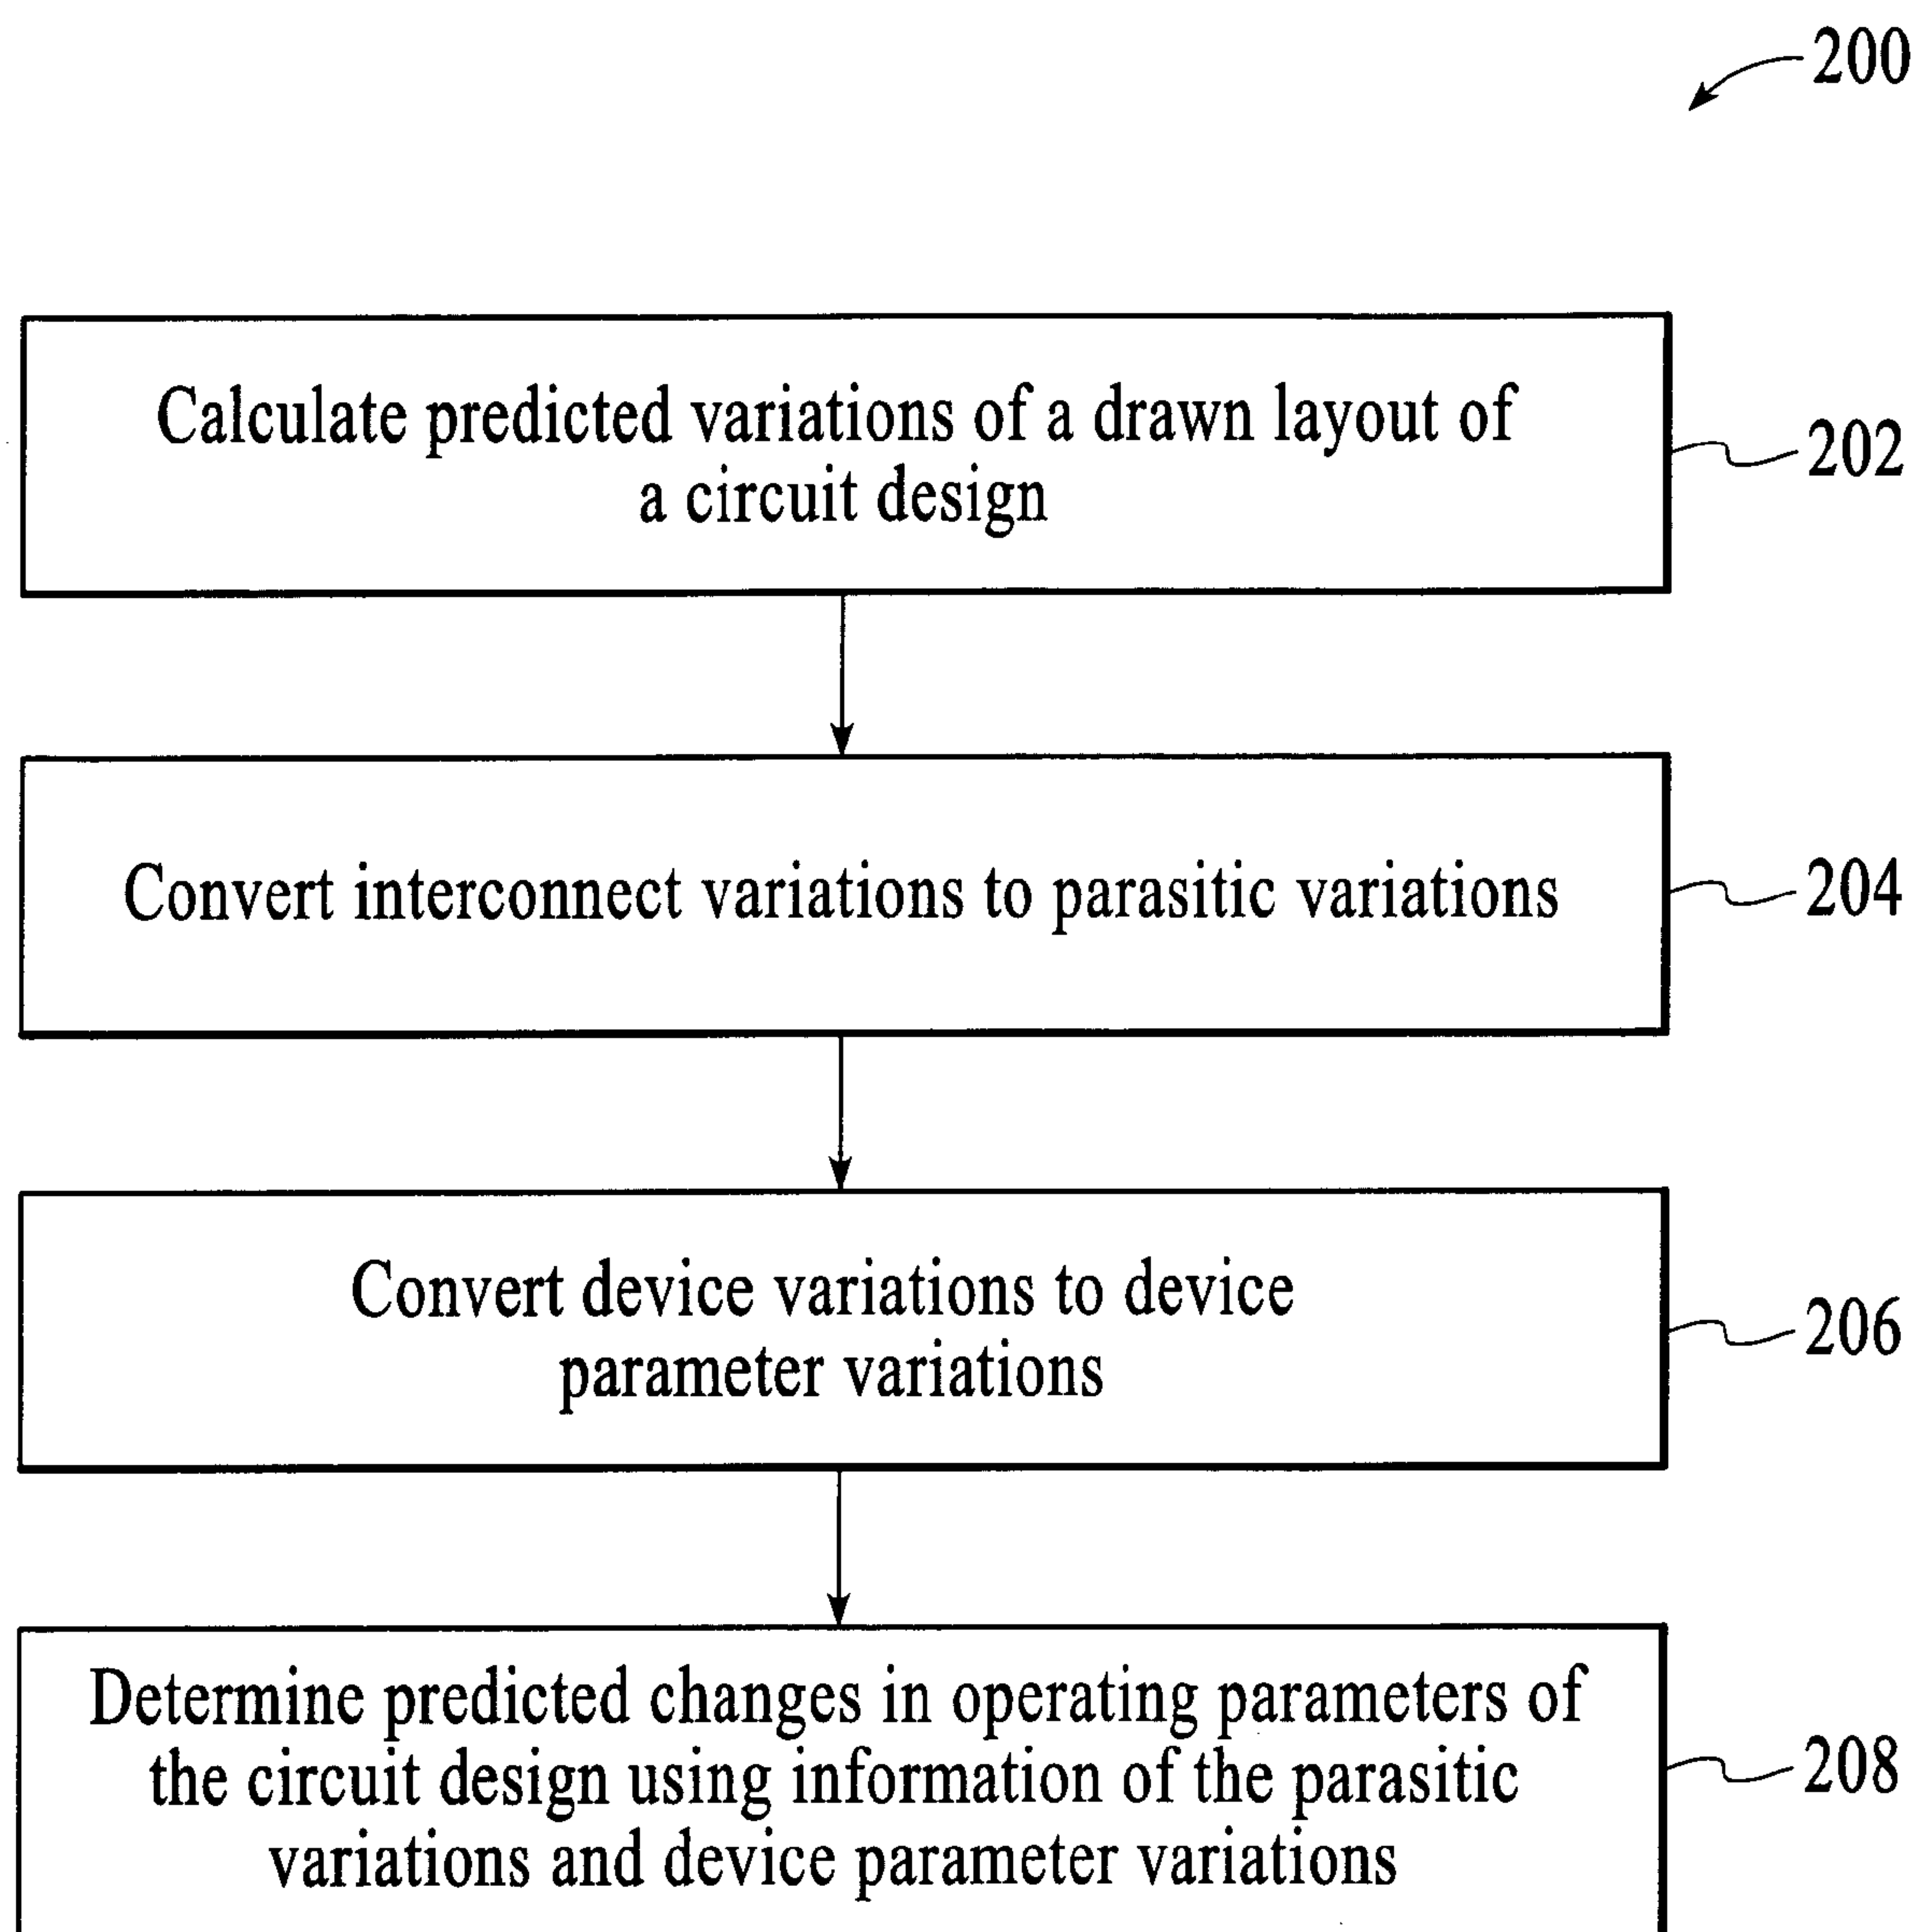 200
Calculate predicted variations of a drawn layout of
a circuit design
202
Convert interconnect variations to parasitic variations
204
Convert device variations to device
parameter variations
206
Determine predicted changes in operating parameters of
the circuit design using information of the parasitic
variations and device parameter variations
208